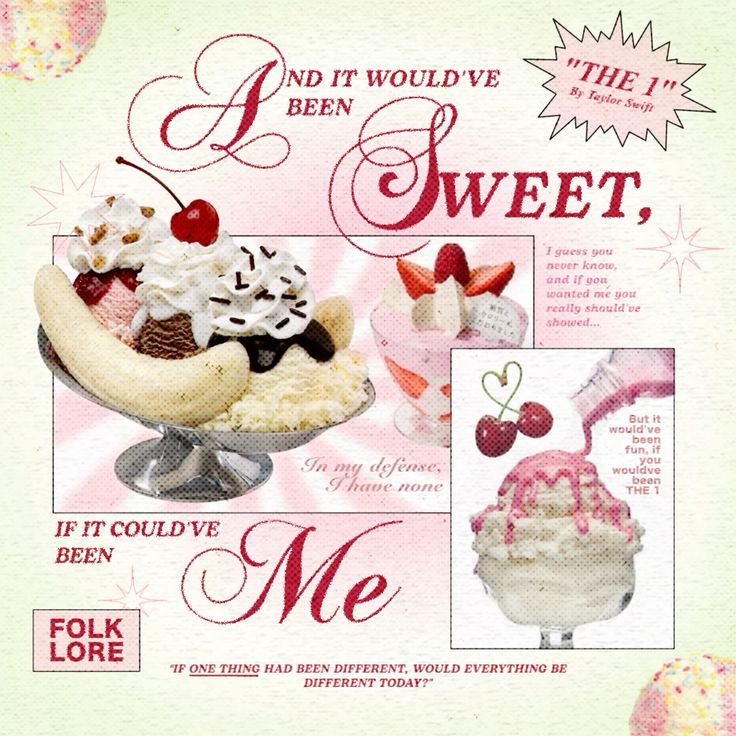 AND IT WOULD'VE
BEEN
SWEET,
"THE 1"
By Taylor Swift
I guess you
never know,
and if you
wanted me you
really should've
showed...
In my defense,
I have none
But it
would've
been
fun, if
you
wouldve
been
THE 1
IF IT COULD'VE
BEEN
Me
FOLK
LORE
"IF ONE THING HAD BEEN DIFFERENT, WOULD EVERYTHING BE
DIFFERENT TODAY?"